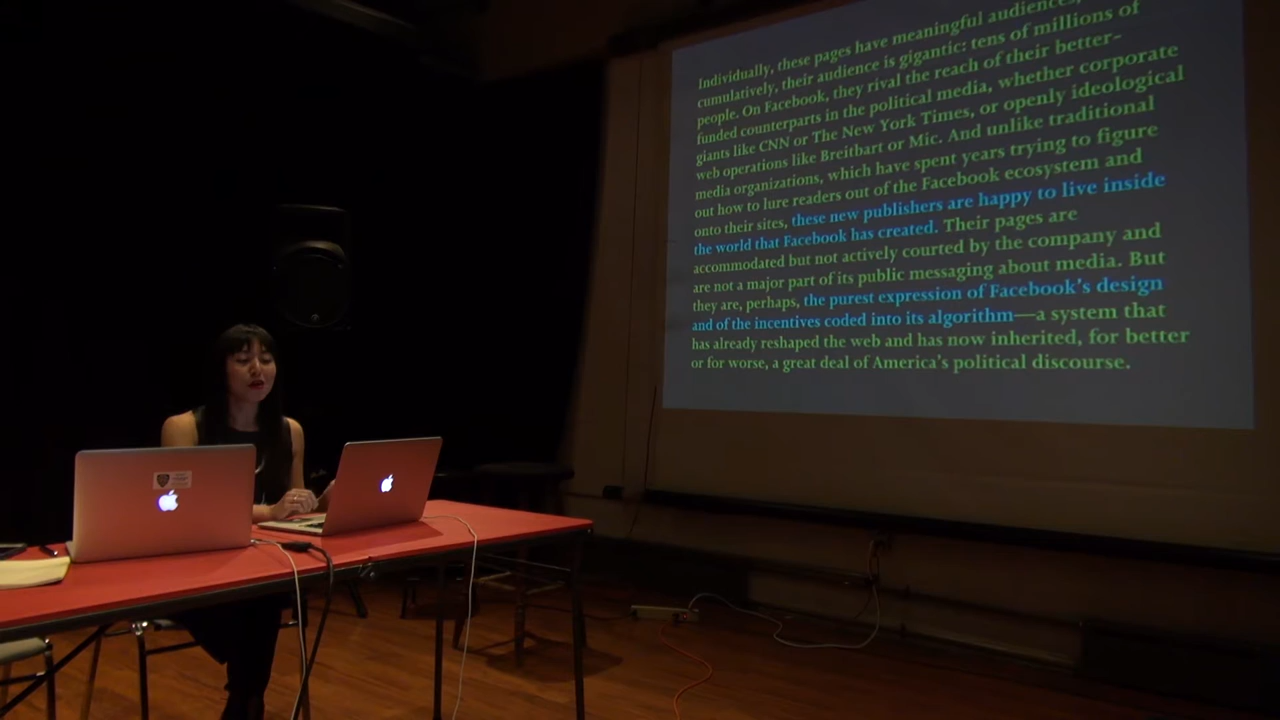 Individually, these pages have meaningful audiences,
cumulatively, their audience is gigantic: tens of millions of
people. On Facebook, they rival the reach of their better-
funded counterparts in the political media, whether corporate
giants like CNN or The New York Times, or openly ideological
web operations like Breitbart or Mic. And unlike traditional
media organizations, which have spent years trying to figure
out how to lure readers out of the Facebook ecosystem and
onto their sites, these new publishers are happy to live inside
the world that Facebook has created. Their pages are
accommodated but not actively courted by the company and
are not a major part of its public messaging about media. But
they are, perhaps, the purest expression of Facebook's design
and of the incentives coded into its algorithm—a system that
has already reshaped the web and has now inherited, for better
or for worse, a great deal of America's political discourse.